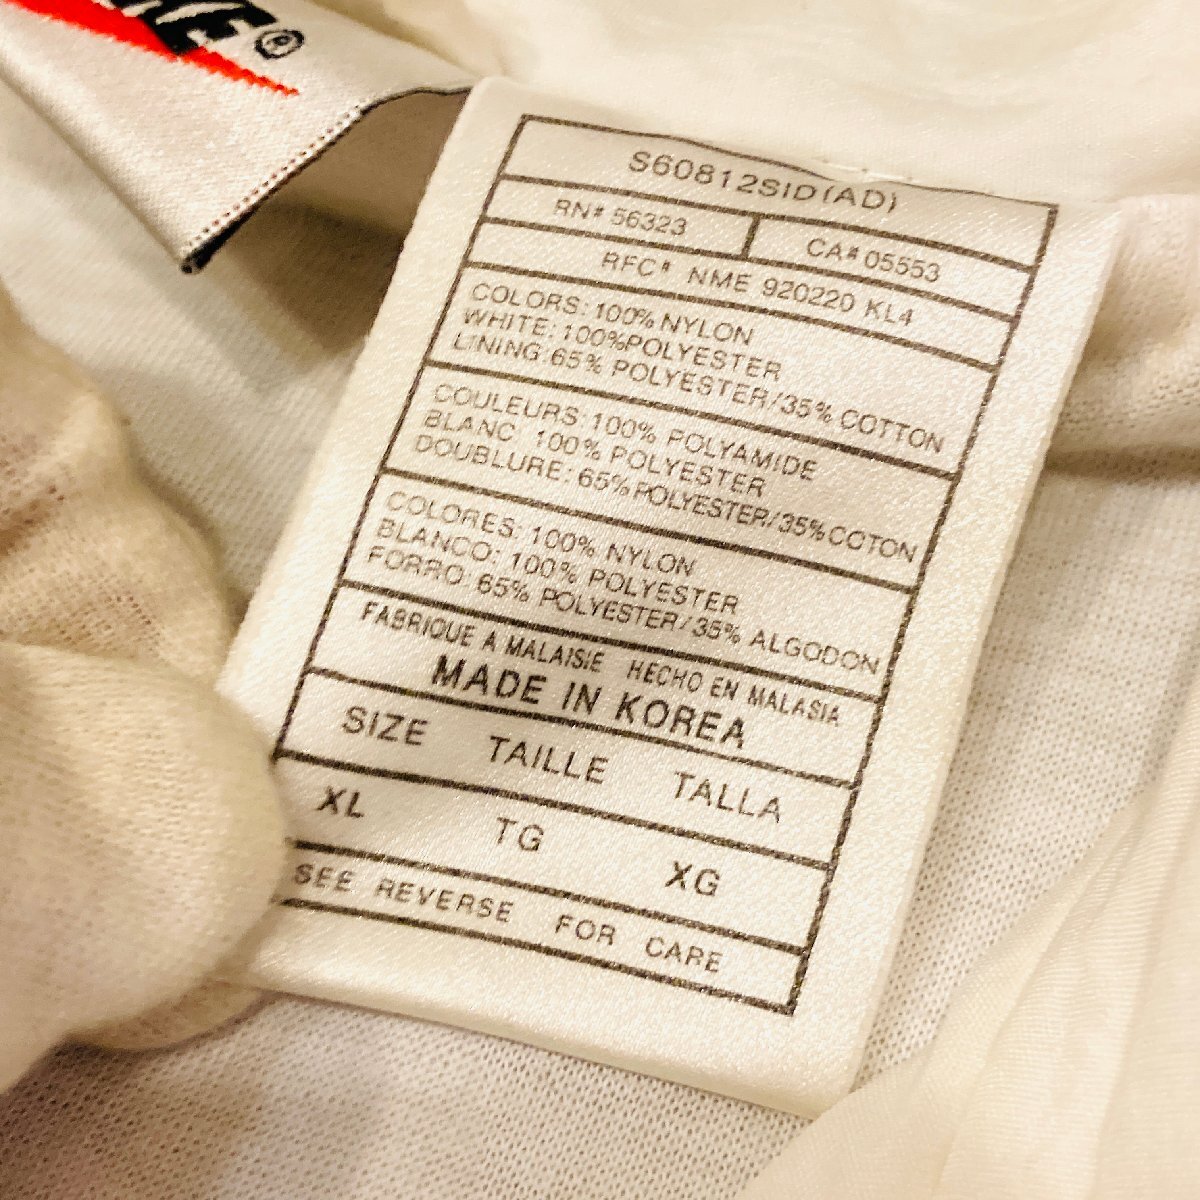 KE®
S60812SID(AD)
RN# 56323 CA# 05553
RFC# NME 920220 KL4
COLORS: 100% NYLON
WHITE: 100%POLYESTER
LINING: 65% POLYESTER/35% COTTON
COULEURS: 100% POLYAMIDE
BLANC: 100% POLYESTER
DOUBLURE: 65%POLYESTER/35%COTON
COLORES: 100% NYLON
BLANCO: 100% POLYESTER
FORRO: 65% POLYESTER/35% ALGODON
FABRIQUE A MALAISIE HECHO EN MALASIA
MADE IN KOREA
SIZE TAILLE TALLA
XL TG XG
SEE REVERSE FOR CARE